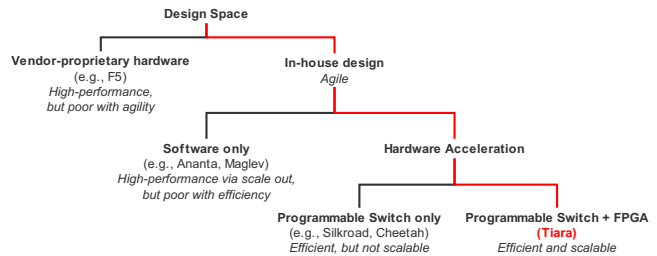 Design Space
Vendor-proprietary hardware
(e.g., F5)
High-performance,
but poor with agility
In-house design
Agile
Software only
(e.g., Ananta, Maglev)
High-performance via scale out,
but poor with efficiency
Hardware Acceleration
Programmable Switch only
(e.g., Silkroad, Cheetah)
Efficient, but not scalable
Programmable Switch + FPGA
(Tiara)
Efficient and scalable